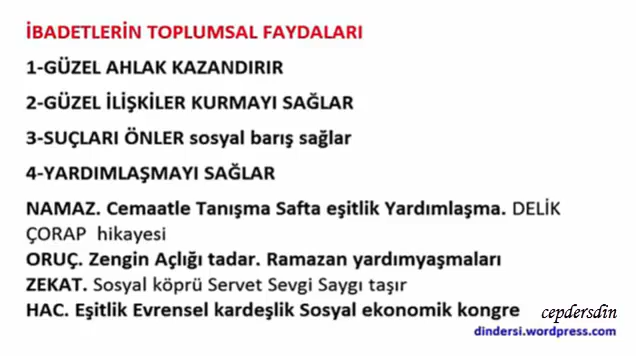 İBADETLERİN TOPLUMSAL FAYDALARI
1-GÜZEL AHLAK KAZANDIRIR
2-GÜZEL İLİŞKİLER KURMAYI SAĞLAR
3-SUÇLARI ÖNLER sosyal barış sağlar
4-YARDIMLAŞMAYI SAĞLAR
NAMAZ. Cemaatle Tanışma Safta eşitlik Yardımlaşma. DELİK
ÇORAP hikayesi
ORUÇ. Zengin Açlığı tadar. Ramazan yardımyaşmaları
ZEKAT. Sosyal köprü Servet Sevgi Saygı taşır
HAC. Eşitlik Evrensel kardeşlik Sosyal ekonomik kongre
cepdersdin
dindersi.wordpress.com